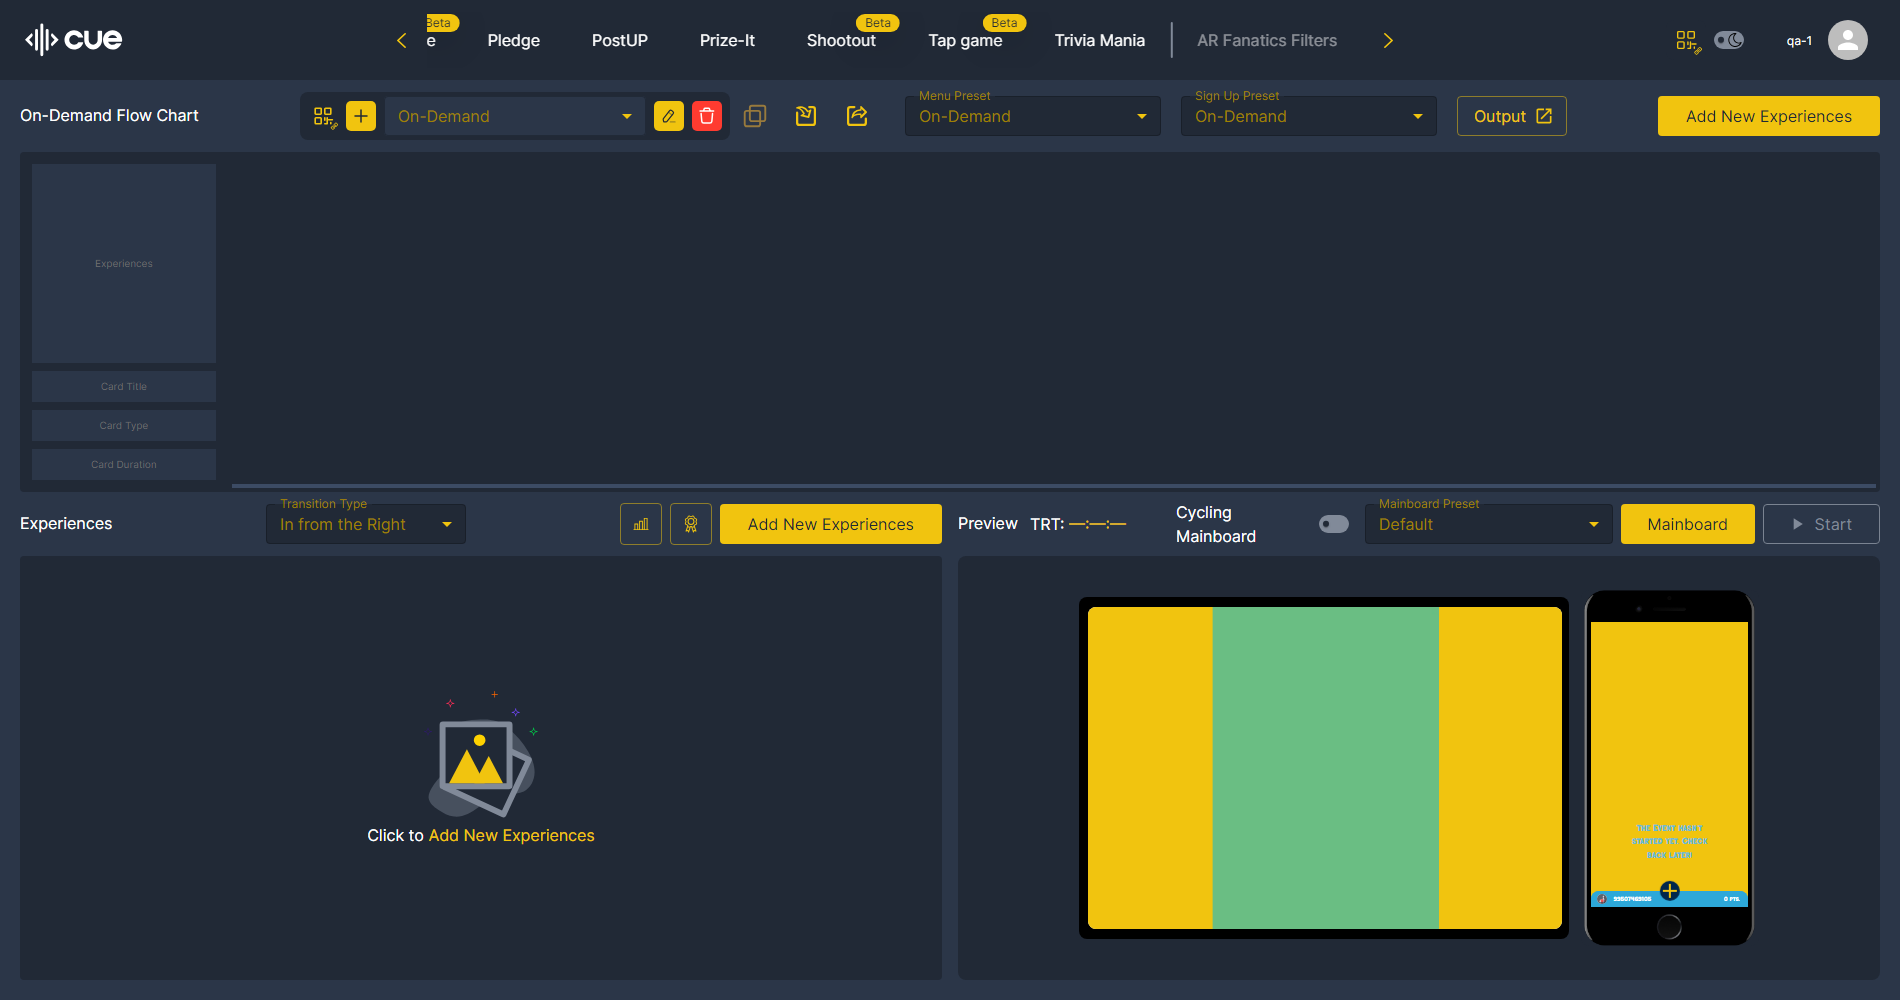 cue
Beta
e
Pledge
PostUP
Prize-It
Beta
Shootout
Beta
Tap game
Trivia Mania
AR Fanatics Filters
qa-1
On-Demand Flow Chart
On-Demand
Menu Preset
On-Demand
Sign Up Preset
On-Demand
Output
Add New Experiences
Experiences
Card Title
Card Type
Card Duration
Experiences
Transition Type
In from the Right
Add New Experiences
Preview
TRT: —:—:—
Cycling
Mainboard
Mainboard Preset
Default
Mainboard
Start
Click to Add New Experiences
THE EVENT HASN'T
STARTED YET. CHECK
BACK LATER!
0 PTS.